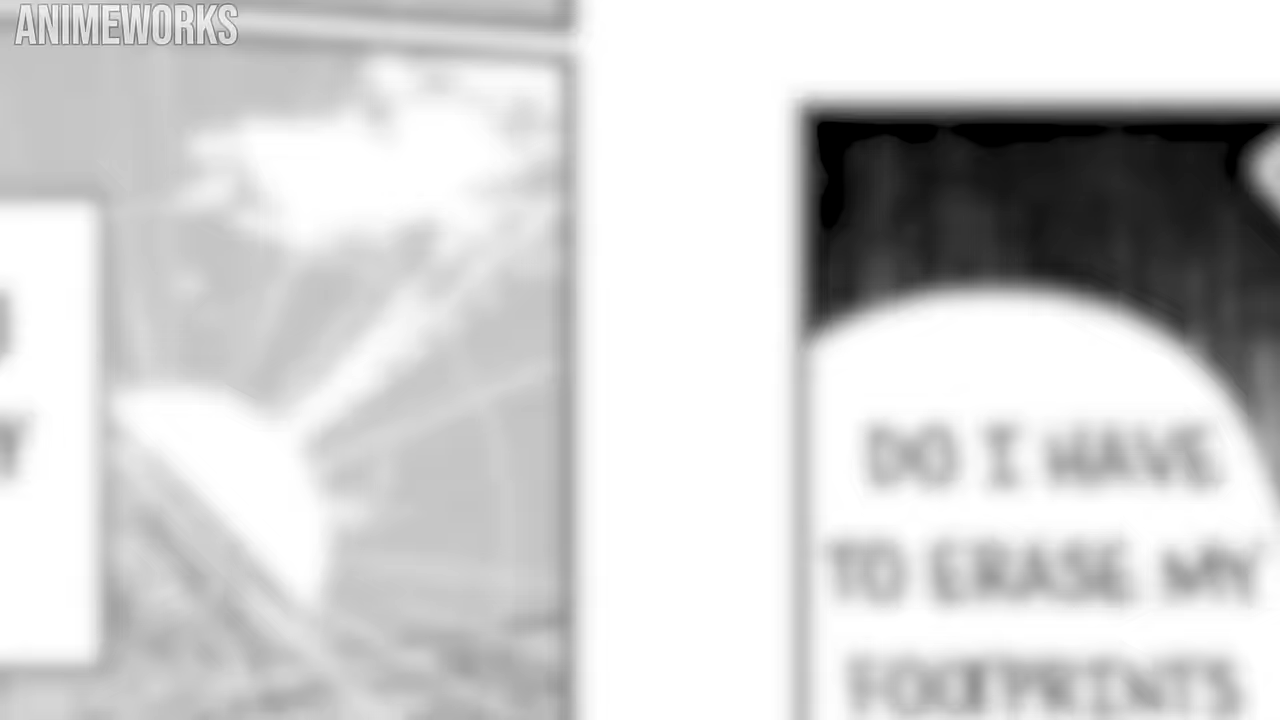 ANIMEWORKS
Y
DO I HAVE
TO ERASE MY
FOOTPRINTS